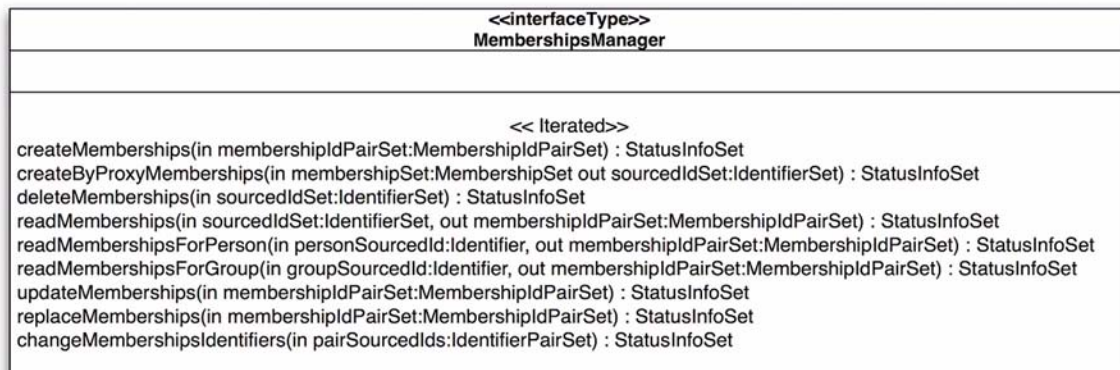 <<interfaceType>>
MembershipsManager
<< Iterated>>
createMemberships(in membershipIdPairSet:MembershipIdPairSet) : StatusInfoSet
createByProxyMemberships(in membershipSet:MembershipSet out sourcedIdSet:IdentifierSet) : StatusInfoSet
deleteMemberships(in sourcedIdSet:IdentifierSet) : StatusInfoSet
readMemberships(in sourcedIdSet:IdentifierSet, out membershipIdPairSet:MembershipIdPairSet) : StatusInfoSet
readMembershipsForPerson(in personSourcedId:Identifier, out membershipIdPairSet:MembershipIdPairSet) : StatusInfoSet
readMembershipsForGroup(in groupSourcedId:Identifier, out membershipIdPairSet:MembershipIdPairSet) : StatusInfoSet
updateMemberships(in membershipIdPairSet:MembershipIdPairSet) : StatusInfoSet
replaceMemberships(in membershipIdPairSet:MembershipIdPairSet) : StatusInfoSet
changeMembershipsIdentifiers(in pairSourcedIds:IdentifierPairSet) : StatusInfoSet